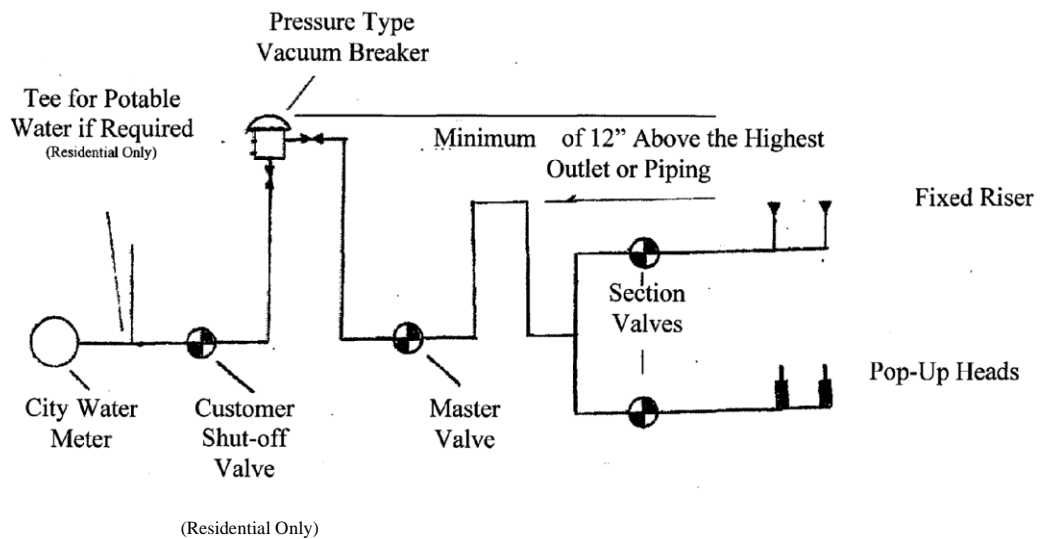 Pressure Type
Vacuum Breaker
Tee for Potable
Water if Required
(Residential Only)
Minimum of 12” Above the Highest
Outlet or Piping
Fixed Riser
Section
Valves
Pop-Up Heads
City Water
Meter
Customer
Shut-off
Valve
Master
Valve
(Residential Only)